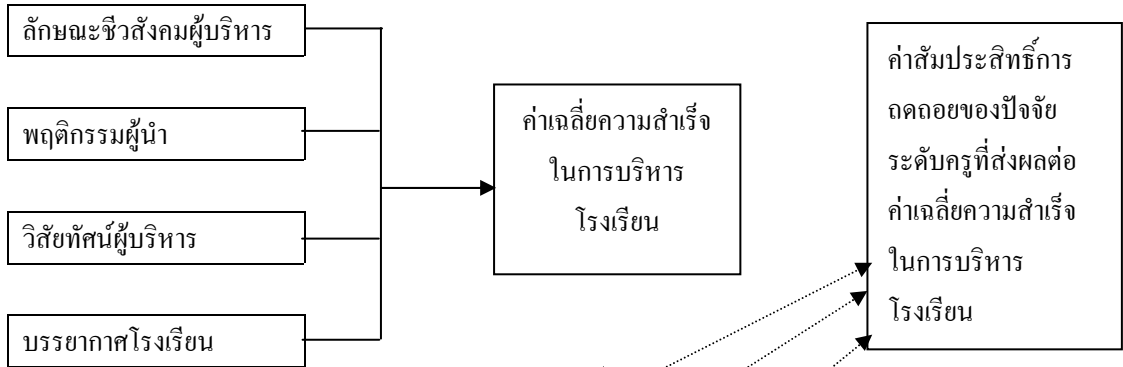 ลักษณะชีวสังคมผู้บริหาร
พฤติกรรมผู้นำ
วิสัยทัศน์ผู้บริหาร
บรรยากาศโรงเรียน
ค่าเฉลี่ยความสำเร็จ
ในการบริหาร
โรงเรียน
ค่าสัมประสิทธิ์การ
ถดถอยของปัจจัย
ระดับครูที่ส่งผลต่อ
ค่าเฉลี่ยความสำเร็จ
ในการบริหาร
โรงเรียน